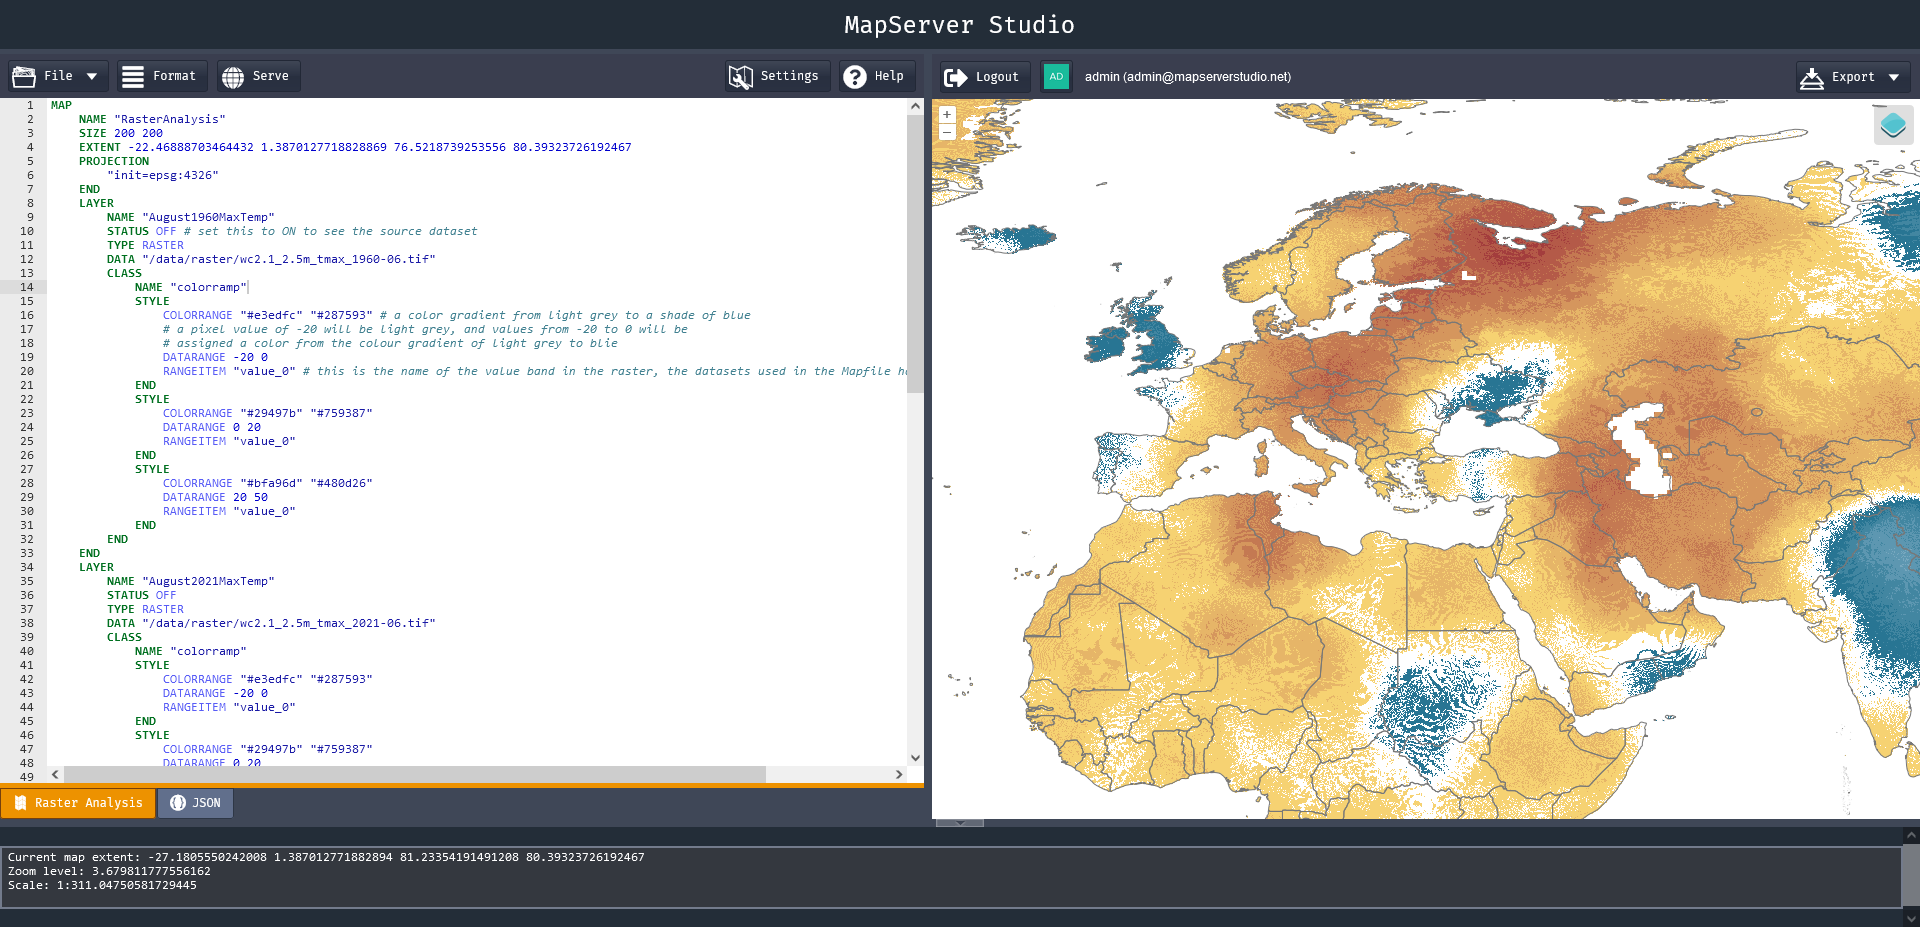 MapServer Studio
File Format Serve Settings Help Logout AD admin (admin@mapserverstudio.net) Export
1 MAP
2 NAME "RasterAnalysis"
3 SIZE 200 200
4 EXTENT -22.46888703464432 1.3870127718828869 76.5218739253556 80.39323726192467
5 PROJECTION
6 "init=epsg:4326"
7 END
8 LAYER
9 NAME "August1960MaxTemp"
10 STATUS OFF # set this to ON to see the source dataset
11 TYPE RASTER
12 DATA "/data/raster/wc2.1_2.5m_tmax_1960-06.tif"
13 CLASS
14 NAME "colorramp"
15 STYLE
16 COLORRANGE "#e3edfc" "#287593" # a color gradient from light grey to a shade of blue
17 # a pixel value of -20 will be light grey, and values from -20 to 0 will be
18 # assigned a color from the colour gradient of light grey to blie
19 DATARANGE -20 0
20 RANGEITEM "value_0" # this is the name of the value band in the raster, the datasets used in the Mapfile h
21 END
22 STYLE
23 COLORRANGE "#29497b" "#759387"
24 DATARANGE 0 20
25 RANGEITEM "value_0"
26 END
27 STYLE
28 COLORRANGE "#bfa96d" "#480d26"
29 DATARANGE 20 50
30 RANGEITEM "value_0"
31 END
32 END
33 END
34 LAYER
35 NAME "August2021MaxTemp"
36 STATUS OFF
37 TYPE RASTER
38 DATA "/data/raster/wc2.1_2.5m_tmax_2021-06.tif"
39 CLASS
40 NAME "colorramp"
41 STYLE
42 COLORRANGE "#e3edfc" "#287593"
43 DATARANGE -20 0
44 RANGEITEM "value_0"
45 END
46 STYLE
47 COLORRANGE "#29497b" "#759387"
48 DATARANGE 0 20
49
+
−
Raster Analysis JSON
Current map extent: -27.1805550242008 1.387012771882894 81.23354191491208 80.39323726192467
Zoom level: 3.679811777556162
Scale: 1:311.04750581729445